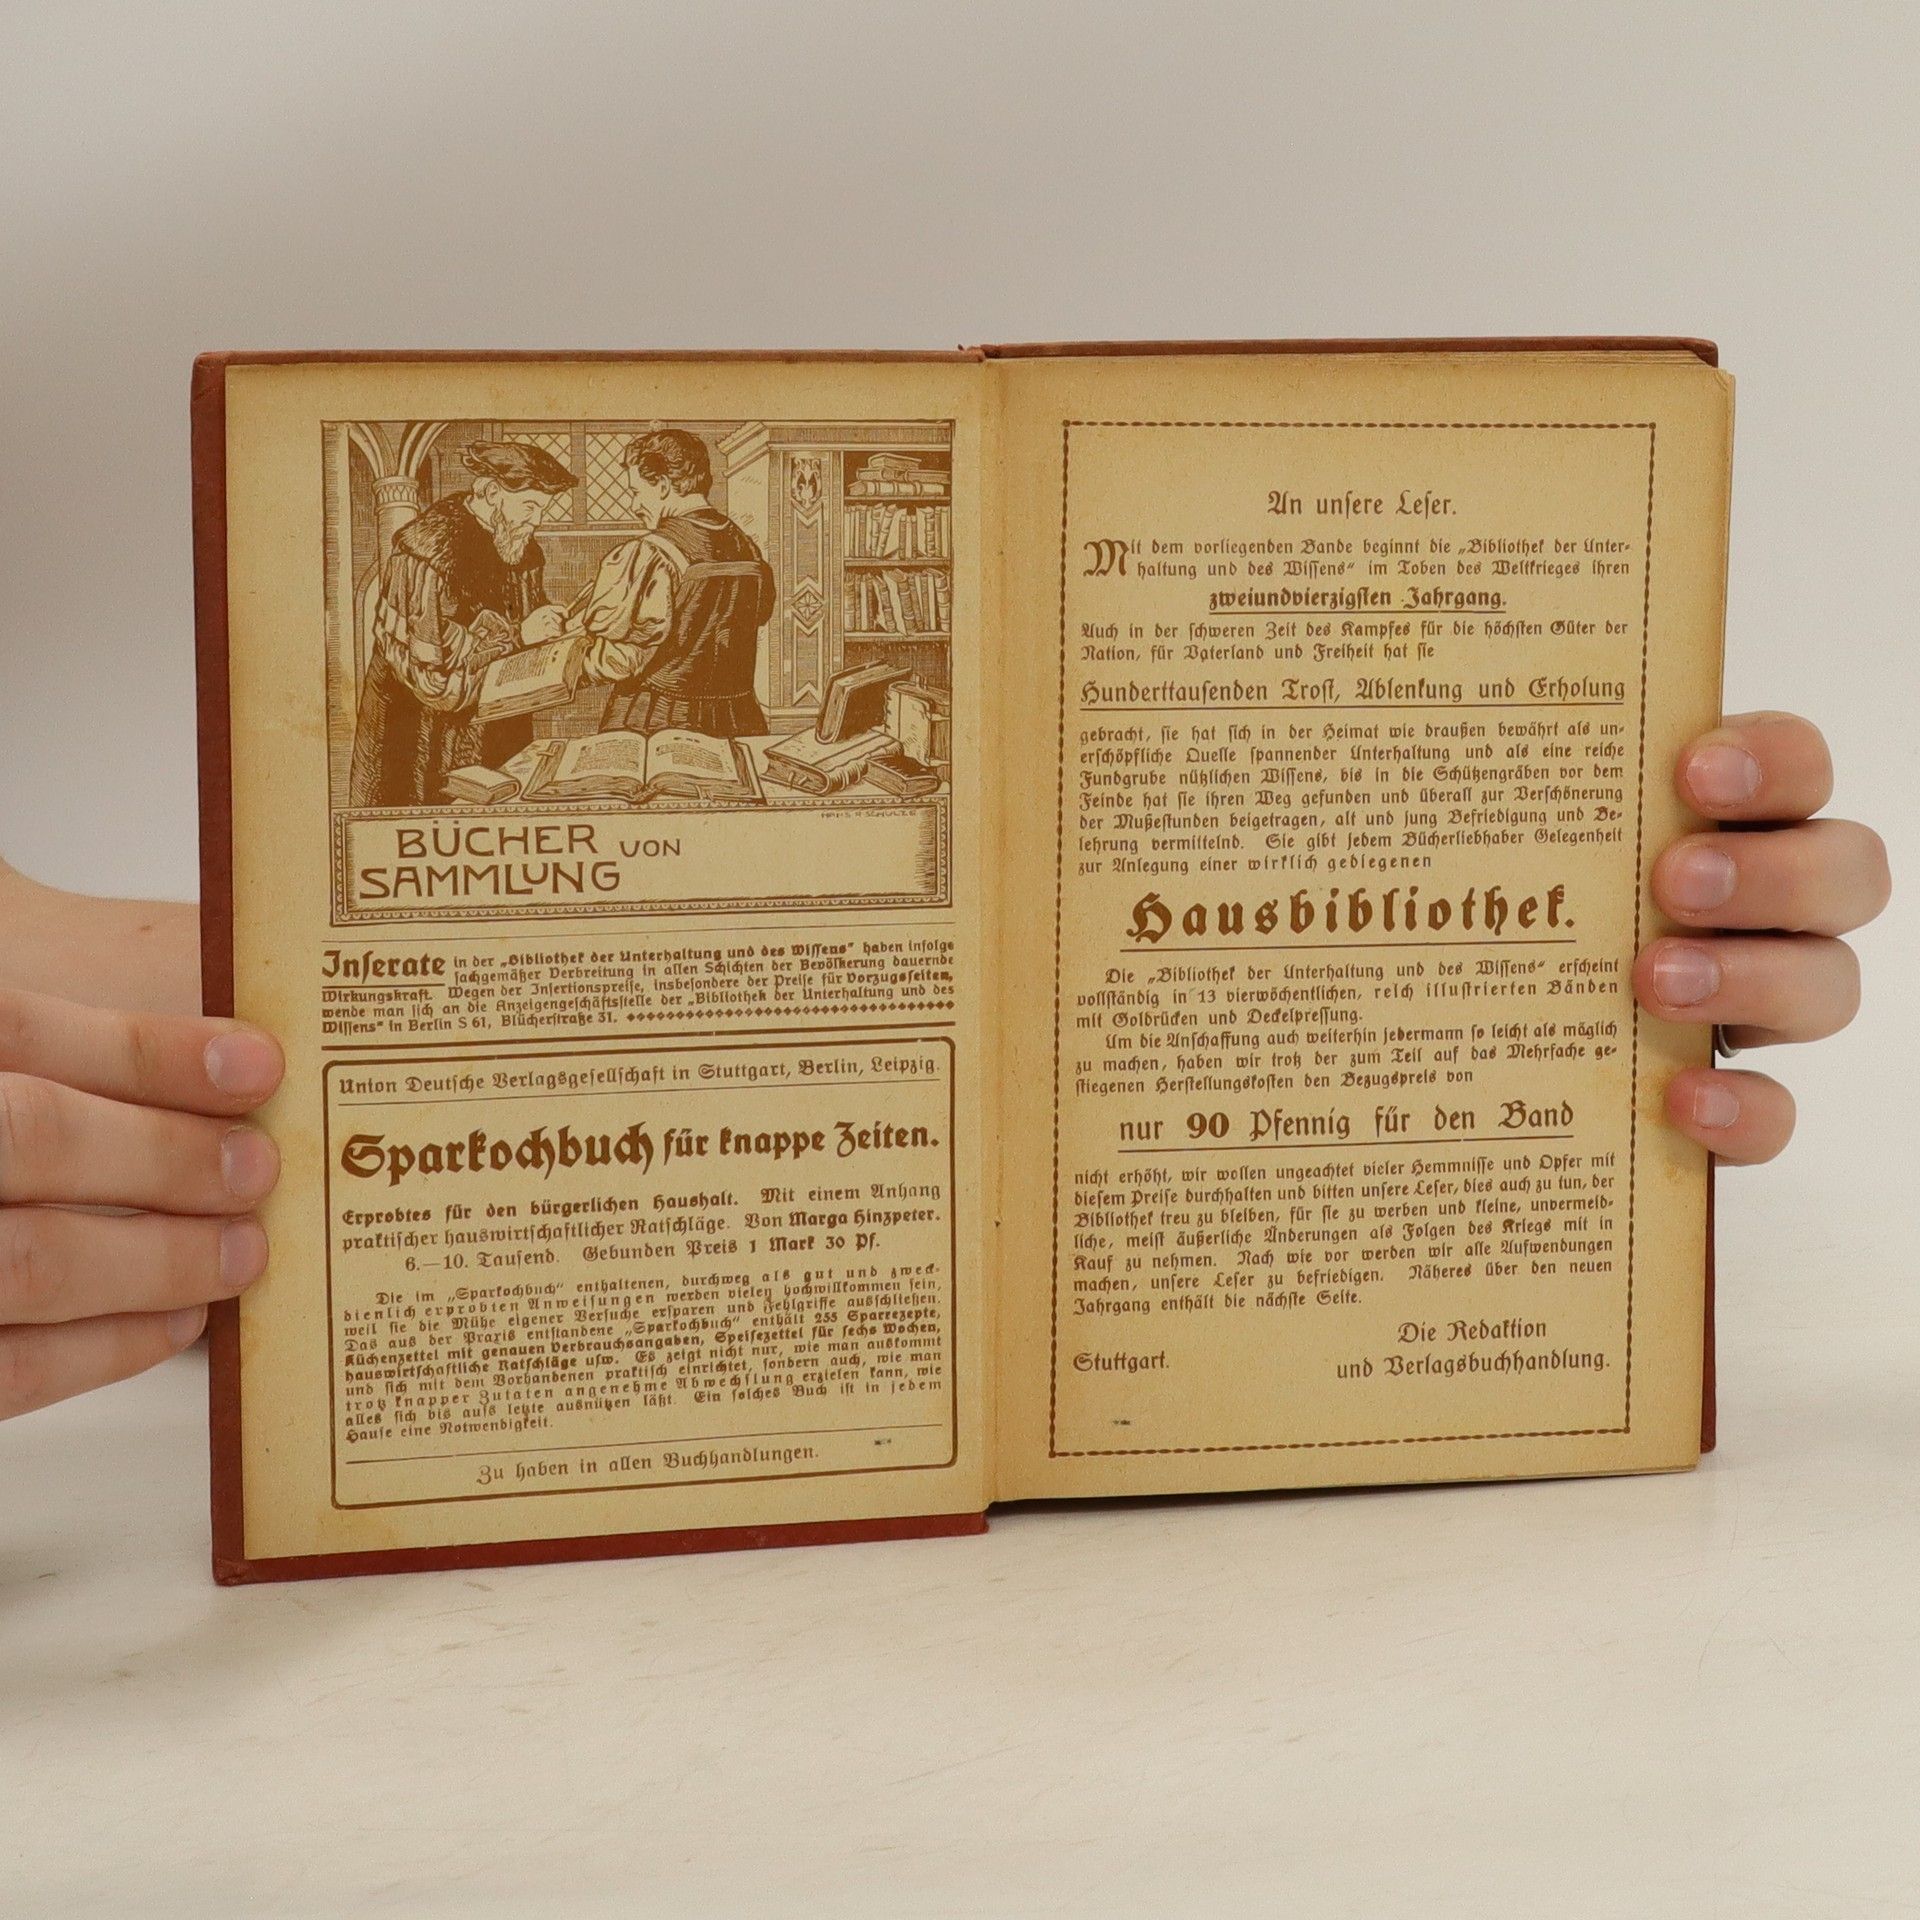 HANS A SCHULZE
BÜCHER VON
SAMMLUNG
Inserate in der „Bibliothek der Unterhaltung und des Wissens“ haben infolge
sachgemäßer Verbreitung in allen Schichten der Bevölkerung dauernde
Wirkungskraft. Wegen der Insertionspreise, insbesondere der Preise für Vorzugsseiten,
wende man sich an die Anzeigengeschäftsstelle der „Bibliothek der Unterhaltung und des
Wissens“ in Berlin S 61, Blücherstraße 31.
Union Deutsche Verlagsgesellschaft in Stuttgart, Berlin, Leipzig.
Sparkochbuch für knappe Zeiten.
Erprobtes für den bürgerlichen Haushalt. Mit einem Anhang
praktischer hauswirtschaftlicher Ratschläge. Von Marga Hinzpeter.
6.—10. Tausend. Gebunden Preis 1 Mark 30 Pf.
Die im „Sparkochbuch“ enthaltenen, durchweg als gut und zweck-
dienlich erprobten Anweisungen werden vielen hochwillkommen sein,
weil sie die Mühe eigener Versuche ersparen und Fehlgriffe ausschließen.
Das aus der Praxis entstandene „Sparkochbuch“ enthält 255 Sparrezepte,
Küchenzettel mit genauen Verbrauchsangaben, Speisezettel für sechs Wochen,
hauswirtschaftliche Ratschläge usw. Es zeigt nicht nur, wie man auskommt
und sich mit dem Vorhandenen praktisch einrichtet, sondern auch, wie man
trotz knapper Zutaten angenehme Abwechslung erzielen kann, wie
alles sich bis aufs letzte ausnützen läßt. Ein solches Buch ist in jedem
Hause eine Notwendigkeit.
Zu haben in allen Buchhandlungen.
An unsere Leser.
Mit dem vorliegenden Bande beginnt die „Bibliothek der Unter-
haltung und des Wissens“ im Toben des Weltkrieges ihren
zweiundvierzigsten Jahrgang.
Auch in der schweren Zeit des Kampfes für die höchsten Güter der
Nation, für Vaterland und Freiheit hat sie
Hunderttausenden Trost, Ablenkung und Erholung
gebracht, sie hat sich in der Heimat wie draußen bewährt als un-
erschöpfliche Quelle spannender Unterhaltung und als eine reiche
Fundgrube nützlichen Wissens, bis in die Schützengräben vor dem
Feinde hat sie ihren Weg gefunden und überall zur Verschönerung
der Mußestunden beigetragen, alt und jung Befriedigung und Be-
lehrung vermittelnd. Sie gibt jedem Bücherliebhaber Gelegenheit
zur Anlegung einer wirklich gediegenen
Hausbibliothek.
Die „Bibliothek der Unterhaltung und des Wissens“ erscheint
vollständig in 13 vierwöchentlichen, reich illustrierten Bänden
mit Goldrücken und Deckelpressung.
Um die Anschaffung auch weiterhin jedermann so leicht als möglich
zu machen, haben wir trotz der zum Teil auf das Mehrfache ge-
stiegenen Herstellungskosten den Bezugspreis von
nur 90 Pfennig für den Band
nicht erhöht, wir wollen ungeachtet vieler Hemmnisse und Opfer mit
diesem Preise durchhalten und bitten unsere Leser, dies auch zu tun, der
Bibliothek treu zu bleiben, für sie zu werben und kleine, unvermeid-
liche, meist äußerliche Änderungen als Folgen des Kriegs mit in
Kauf zu nehmen. Nach wie vor werden wir alle Aufwendungen
machen, unsere Leser zu befriedigen. Näheres über den neuen
Jahrgang enthält die nächste Seite.
Die Redaktion
Stuttgart. und Verlagsbuchhandlung.